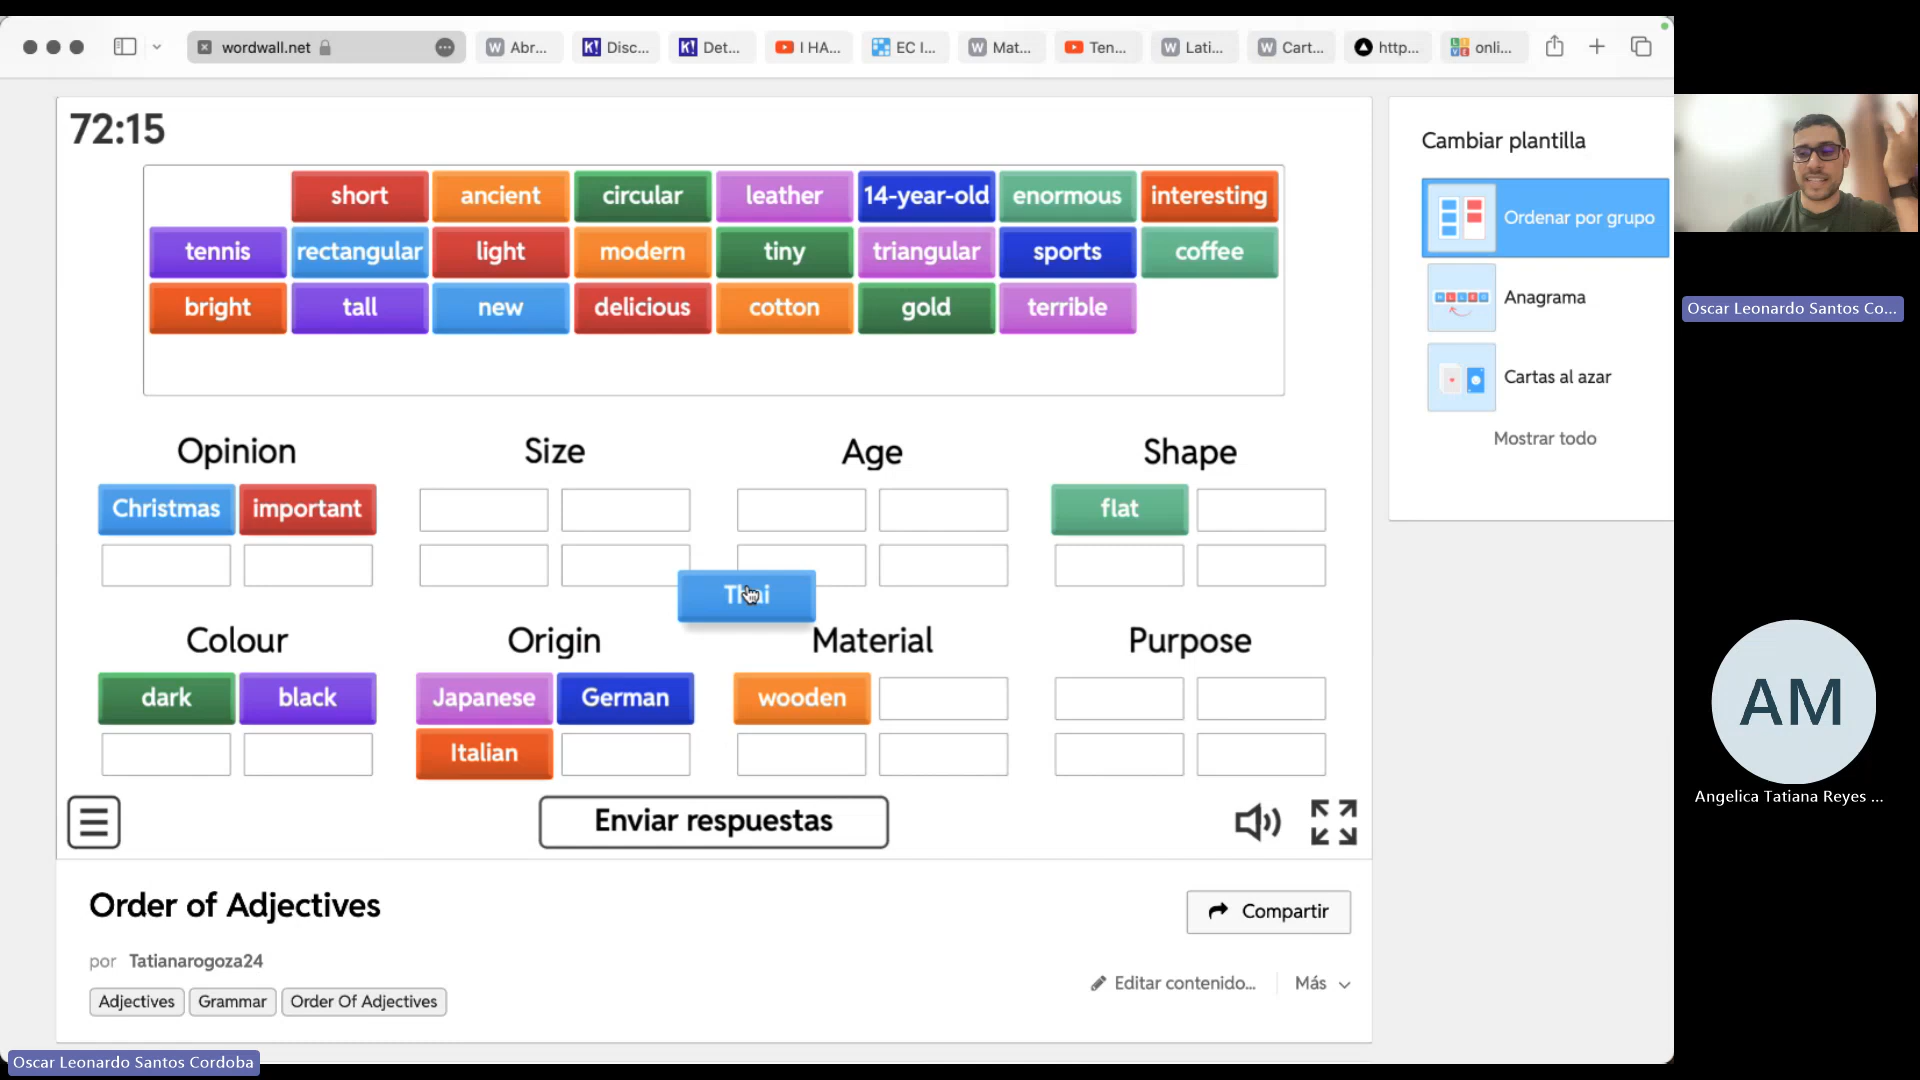 wordwall.net
Abr...
Disc...
Det...
I HA...
EC I...
Mat...
Ten...
Lati...
Cart...
http...
onli...
72:15
short ancient circular leather 14-year-old enormous interesting
tennis rectangular light modern tiny triangular sports coffee
bright tall new delicious cotton gold terrible
Opinion Size Age Shape
Christmas important flat
Thai
Colour Origin Material Purpose
dark black Japanese German wooden
Italian
Enviar respuestas
Order of Adjectives
Compartir
por Tatianarogoza24
Editar contenido...
Más
Adjectives Grammar Order Of Adjectives
Cambiar plantilla
Ordenar por grupo
Anagrama
Cartas al azar
Mostrar todo
Oscar Leonardo Santos Co...
AM
Angelica Tatiana Reyes ...
Oscar Leonardo Santos Cordoba